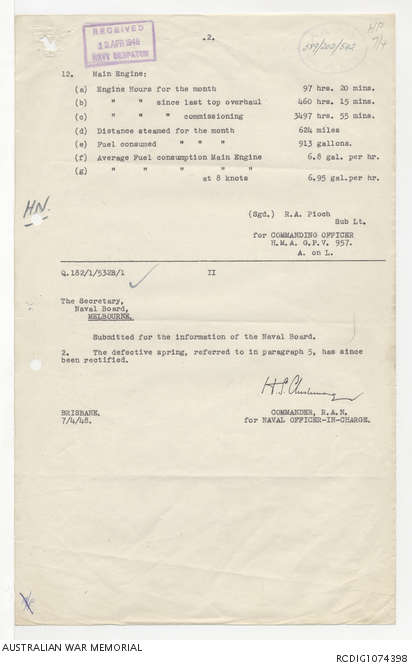 RECEIVED
12 APR 1948
NAVY DESPATCH
.2.
HP
7/4
12. Main Engine:
(a) Engine Hours for the month 97 hrs. 20 mins.
(b) " " since last top overhaul 460 hrs. 15 mins.
(c) " " " commissioning 3497 hrs. 55 mins.
(d) Distance steamed for the month 624 miles
(e) Fuel consumed " " " 913 gallons.
(f) Average Fuel consumption Main Engine 6.8 gal. per hr.
(g) " " " " "
at 8 knots 6.95 gal.per hr.
HN.
(Sgd.) R.A. Pioch
Sub Lt.
for COMMANDING OFFICER
H.M.A. G.P.V. 957.
A. on L.
Q.182/1/532B/1 II
The Secretary,
Naval Board,
MELBOURNE.
Submitted for the information of the Naval Board.
2. The defective spring, referred to in paragraph 5, has since
been rectified.
BRISBANE.
7/4/48.
COMMANDER, R.A.N.
for NAVAL OFFICER-IN-CHARGE.
AUSTRALIAN WAR MEMORIAL
RCDIG1074398